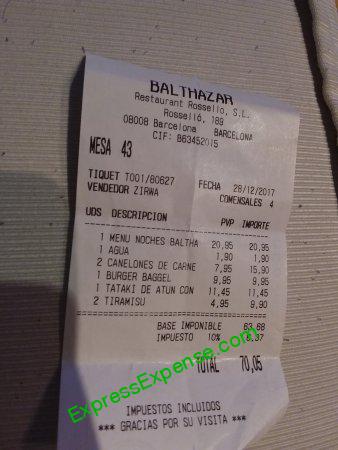 BALTHAZAR
Restaurant Rossello, S.L.
Rosselló, 189
08008 Barcelona BARCELONA
CIF: B63452015
MESA 43
TIQUET T001/80627 FECHA 28/12/2017
VENDEDOR ZIRWA COMENSALES 4
UDS DESCRIPCION PVP IMPORTE
1 MENU NOCHES BALTHA 20,95 20,95
1 AGUA 1,90 1,90
2 CANELONES DE CARNE 7,95 15,90
1 BURGER BAGGEL 9,95 9,95
1 TATAKI DE ATUN CON 11,45 11,45
2 TIRAMISU 4,95 9,90
BASE IMPONIBLE 63,68
IMPUESTO 10% 6,37
TOTAL 70,05
IMPUESTOS INCLUIDOS
*** GRACIAS POR SU VISITA ***
ExpressExpense.com